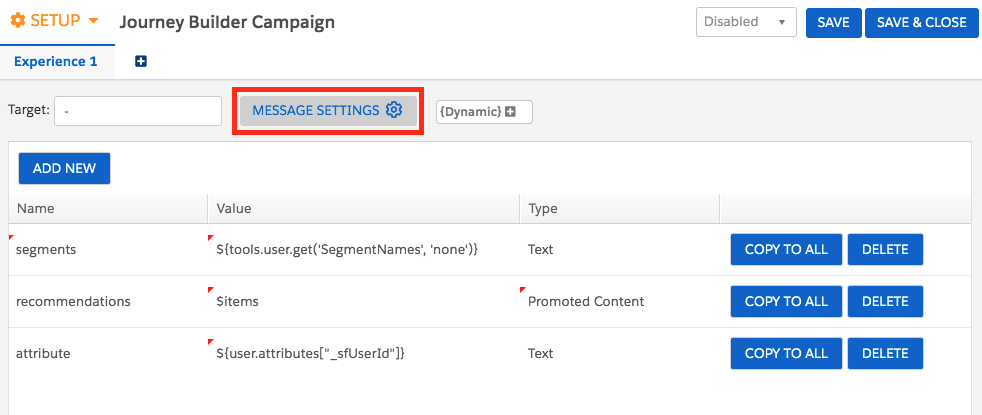 SETUP Journey Builder Campaign Disabled SAVE SAVE & CLOSE
Experience 1
Target: - MESSAGE SETTINGS {Dynamic}
ADD NEW
Name Value Type
segments ${tools.user.get('SegmentNames', 'none')} Text COPY TO ALL DELETE
recommendations $items Promoted Content COPY TO ALL DELETE
attribute ${user.attributes["_sfUserId"]} Text COPY TO ALL DELETE